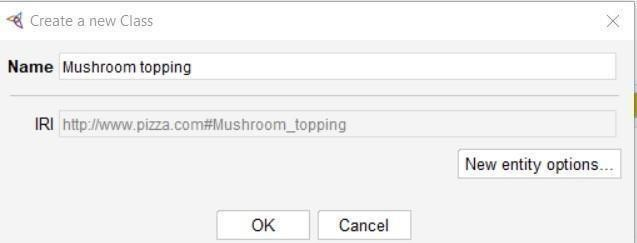 Create a new Class
Name Mushroom topping
IRI http://www.pizza.com#Mushroom_topping
New entity options...
OK Cancel